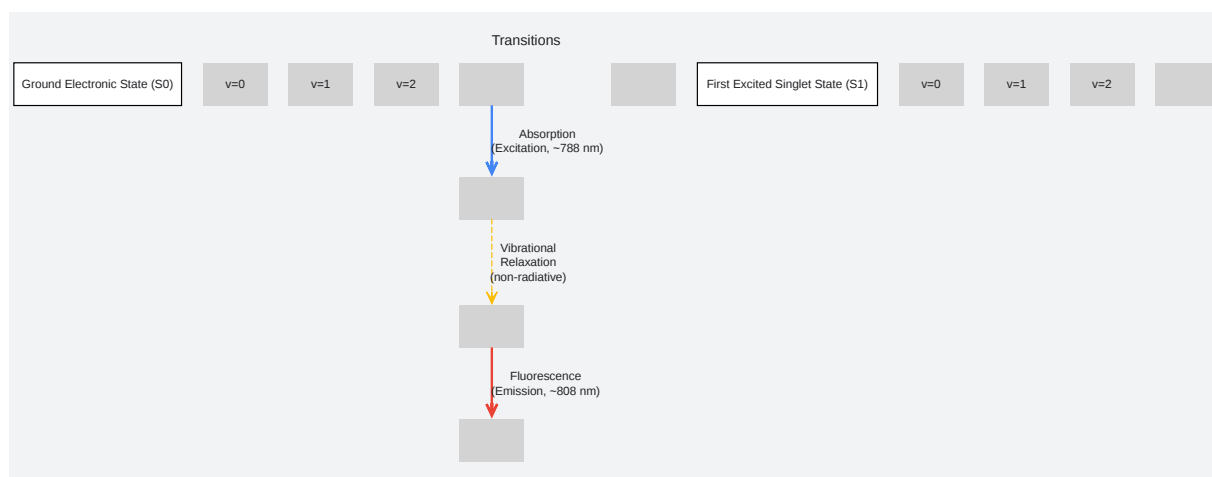 Transitions
Ground Electronic State (S0)
v=0
v=1
v=2
First Excited Singlet State (S1)
v=0
v=1
v=2
Absorption
(Excitation, ~788 nm)
Vibrational
Relaxation
(non-radiative)
Fluorescence
(Emission, ~808 nm)